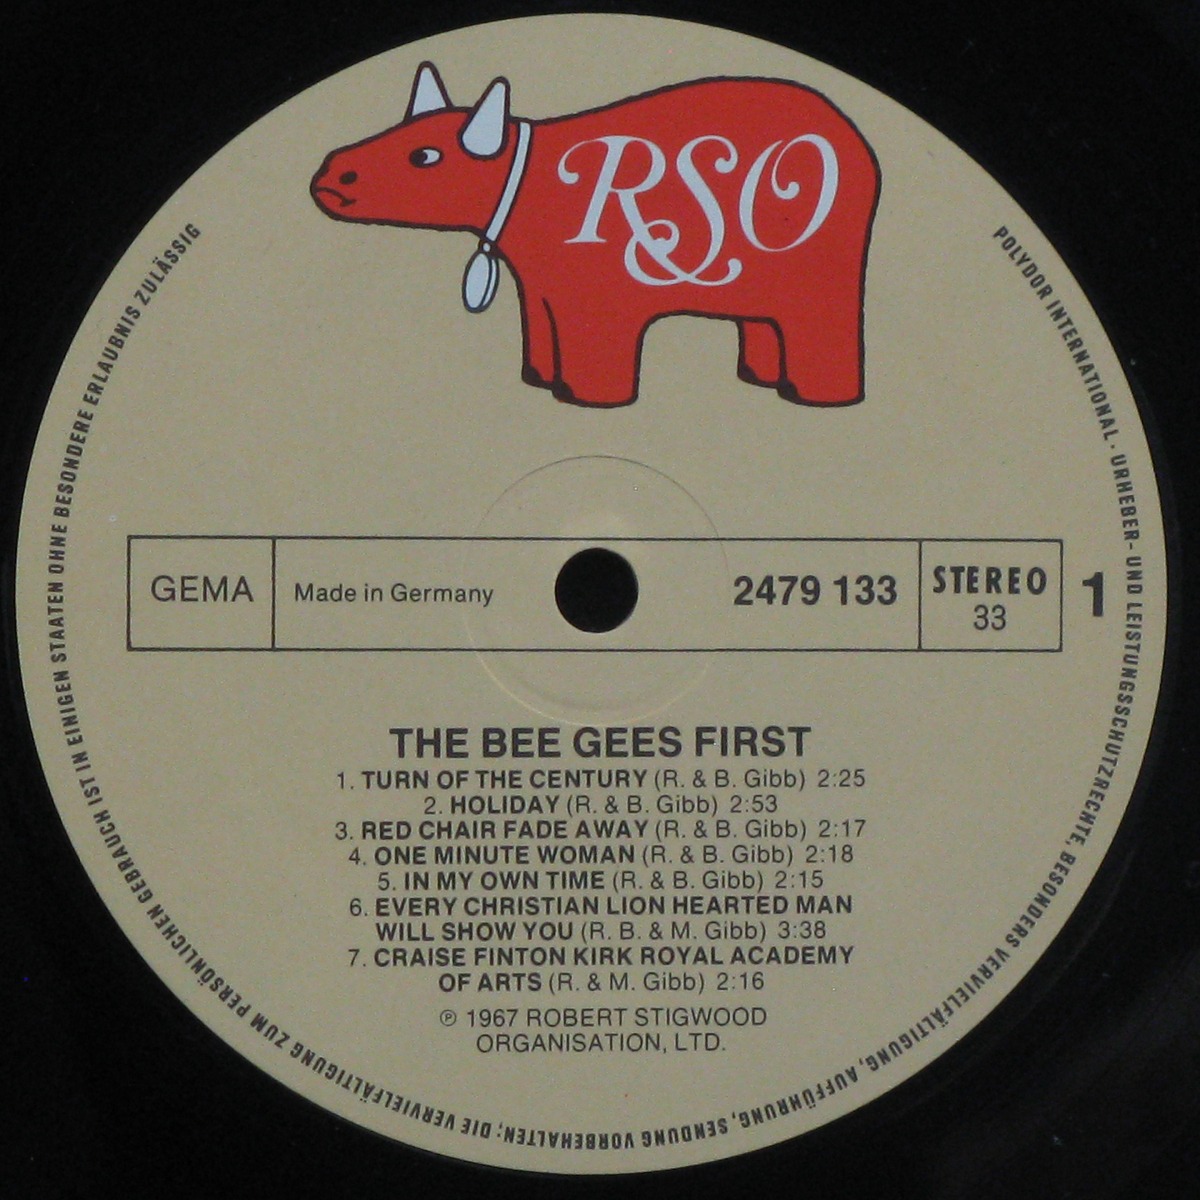 RSO
POLYDOR INTERNATIONAL · URHEBER- UND LEISTUNGSSCHUTZRECHTE, BESONDERS VERVIELFÄLTIGUNG, AUFFÜHRUNG, SENDUNG VORBEHALTEN; DIE VERVIELFÄLTIGUNG ZUM PERSÖNLICHEN GEBRAUCH IST IN EINIGEN STAATEN OHNE BESONDERE ERLAUBNIS ZULÄSSIG
GEMA
Made in Germany
2479 133
STEREO
33
1
THE BEE GEES FIRST
1. TURN OF THE CENTURY (R. & B. Gibb) 2:25
2. HOLIDAY (R. & B. Gibb) 2:53
3. RED CHAIR FADE AWAY (R. & B. Gibb) 2:17
4. ONE MINUTE WOMAN (R. & B. Gibb) 2:18
5. IN MY OWN TIME (R. & B. Gibb) 2:15
6. EVERY CHRISTIAN LION HEARTED MAN
WILL SHOW YOU (R. B. & M. Gibb) 3:38
7. CRAISE FINTON KIRK ROYAL ACADEMY
OF ARTS (R. & M. Gibb) 2:16
℗ 1967 ROBERT STIGWOOD
ORGANISATION, LTD.